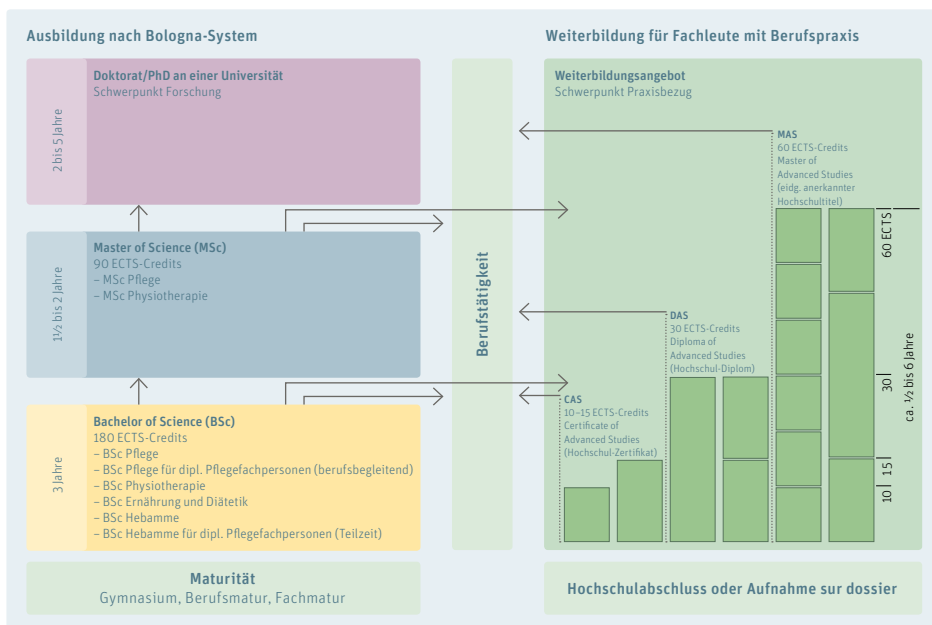 Ausbildung nach Bologna-System
Doktorat/PhD an einer Universität
Schwerpunkt Forschung
2 bis 5 Jahre
Master of Science (MSc)
90 ECTS-Credits
– MSc Pflege
– MSc Physiotherapie
1½ bis 2 Jahre
Bachelor of Science (BSc)
180 ECTS-Credits
– BSc Pflege
– BSc Pflege für dipl. Pflegefachpersonen (berufsbegleitend)
– BSc Physiotherapie
– BSc Ernährung und Diätetik
– BSc Hebamme
– BSc Hebamme für dipl. Pflegefachpersonen (Teilzeit)
3 Jahre
Maturität
Gymnasium, Berufsmatur, Fachmatur
Berufstätigkeit
Weiterbildung für Fachleute mit Berufspraxis
Weiterbildungsangebot
Schwerpunkt Praxisbezug
MAS
60 ECTS-Credits
Master of
Advanced Studies
(eidg. anerkannter
Hochschultitel)
DAS
30 ECTS-Credits
Diploma of
Advanced Studies
(Hochschul-Diplom)
CAS
10–15 ECTS-Credits
Certificate of
Advanced Studies
(Hochschul-Zertifikat)
60 ECTS
30
15
10
ca. ½ bis 6 Jahre
Hochschulabschluss oder Aufnahme sur dossier